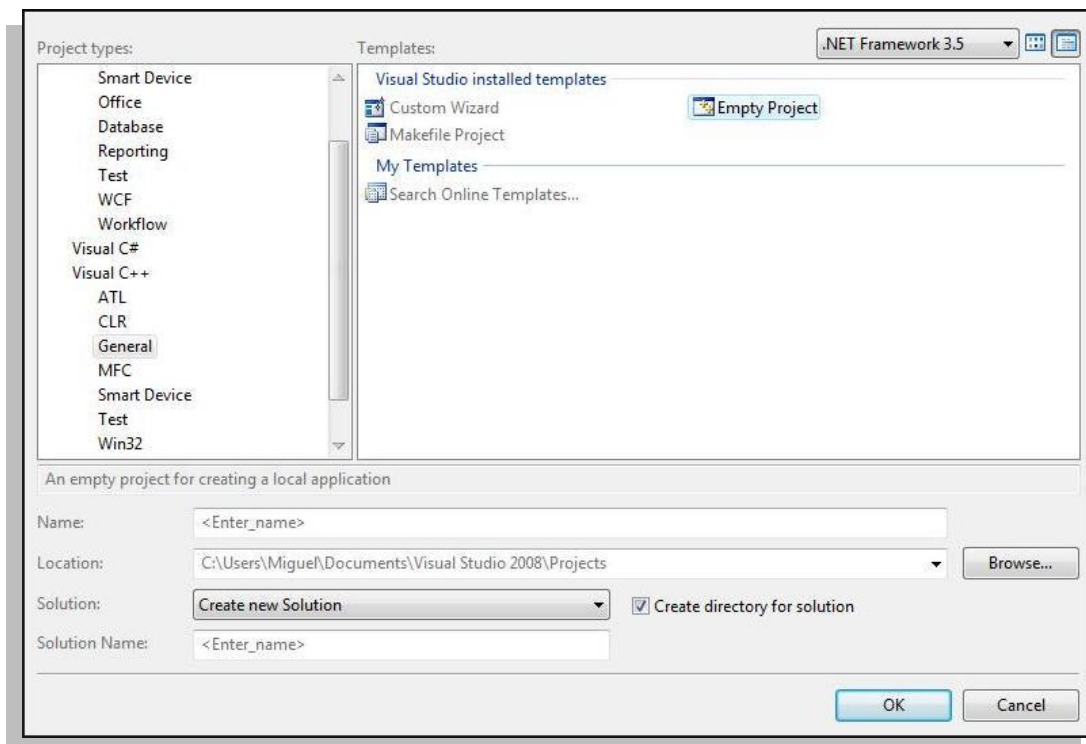 Project types:
Templates:
.NET Framework 3.5
Smart Device
Office
Database
Reporting
Test
WCF
Workflow
Visual C#
Visual C++
ATL
CLR
General
MFC
Smart Device
Test
Win32
Visual Studio installed templates
Custom Wizard
Empty Project
Makefile Project
My Templates
Search Online Templates...
An empty project for creating a local application
Name:
<Enter_name>
Location:
C:\Users\Miguel\Documents\Visual Studio 2008\Projects
Browse...
Solution:
Create new Solution
Create directory for solution
Solution Name:
<Enter_name>
OK
Cancel